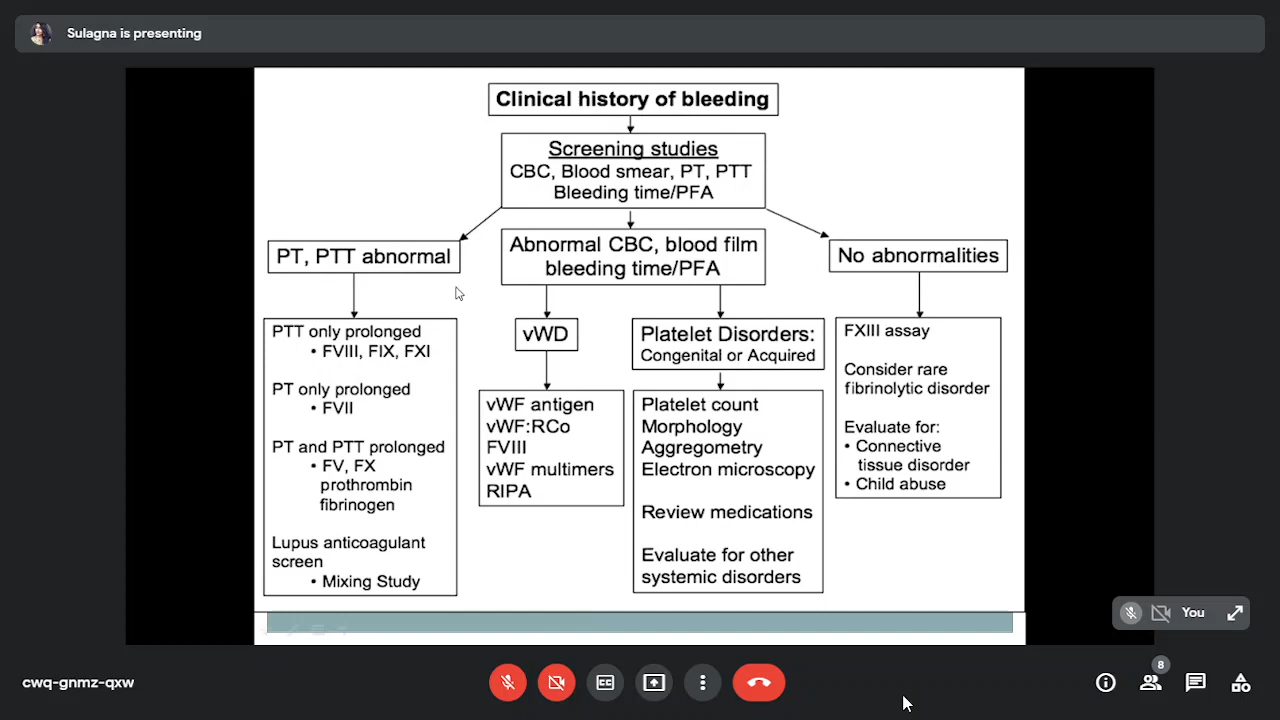 Sulagna is presenting
Clinical history of bleeding
Screening studies
CBC, Blood smear, PT, PTT
Bleeding time/PFA
PT, PTT abnormal
Abnormal CBC, blood film
bleeding time/PFA
No abnormalities
PTT only prolonged
• FVIII, FIX, FXI
PT only prolonged
• FVII
PT and PTT prolonged
• FV, FX
prothrombin
fibrinogen
Lupus anticoagulant
screen
• Mixing Study
vWD
vWF antigen
vWF:RCo
FVIII
vWF multimers
RIPA
Platelet Disorders:
Congenital or Acquired
Platelet count
Morphology
Aggregometry
Electron microscopy
Review medications
Evaluate for other
systemic disorders
FXIII assay
Consider rare
fibrinolytic disorder
Evaluate for:
• Connective
tissue disorder
• Child abuse
You
cwq-gnmz-qxw
CC
8